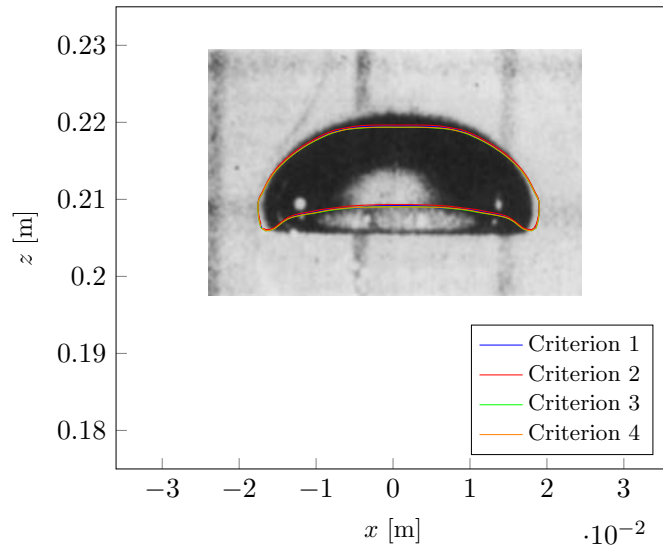 0.23
0.22
0.21
0.2
0.19
0.18
z [m]
Criterion 1
Criterion 2
Criterion 3
Criterion 4
−3 −2 −1 0 1 2 3
x [m]
·10−2